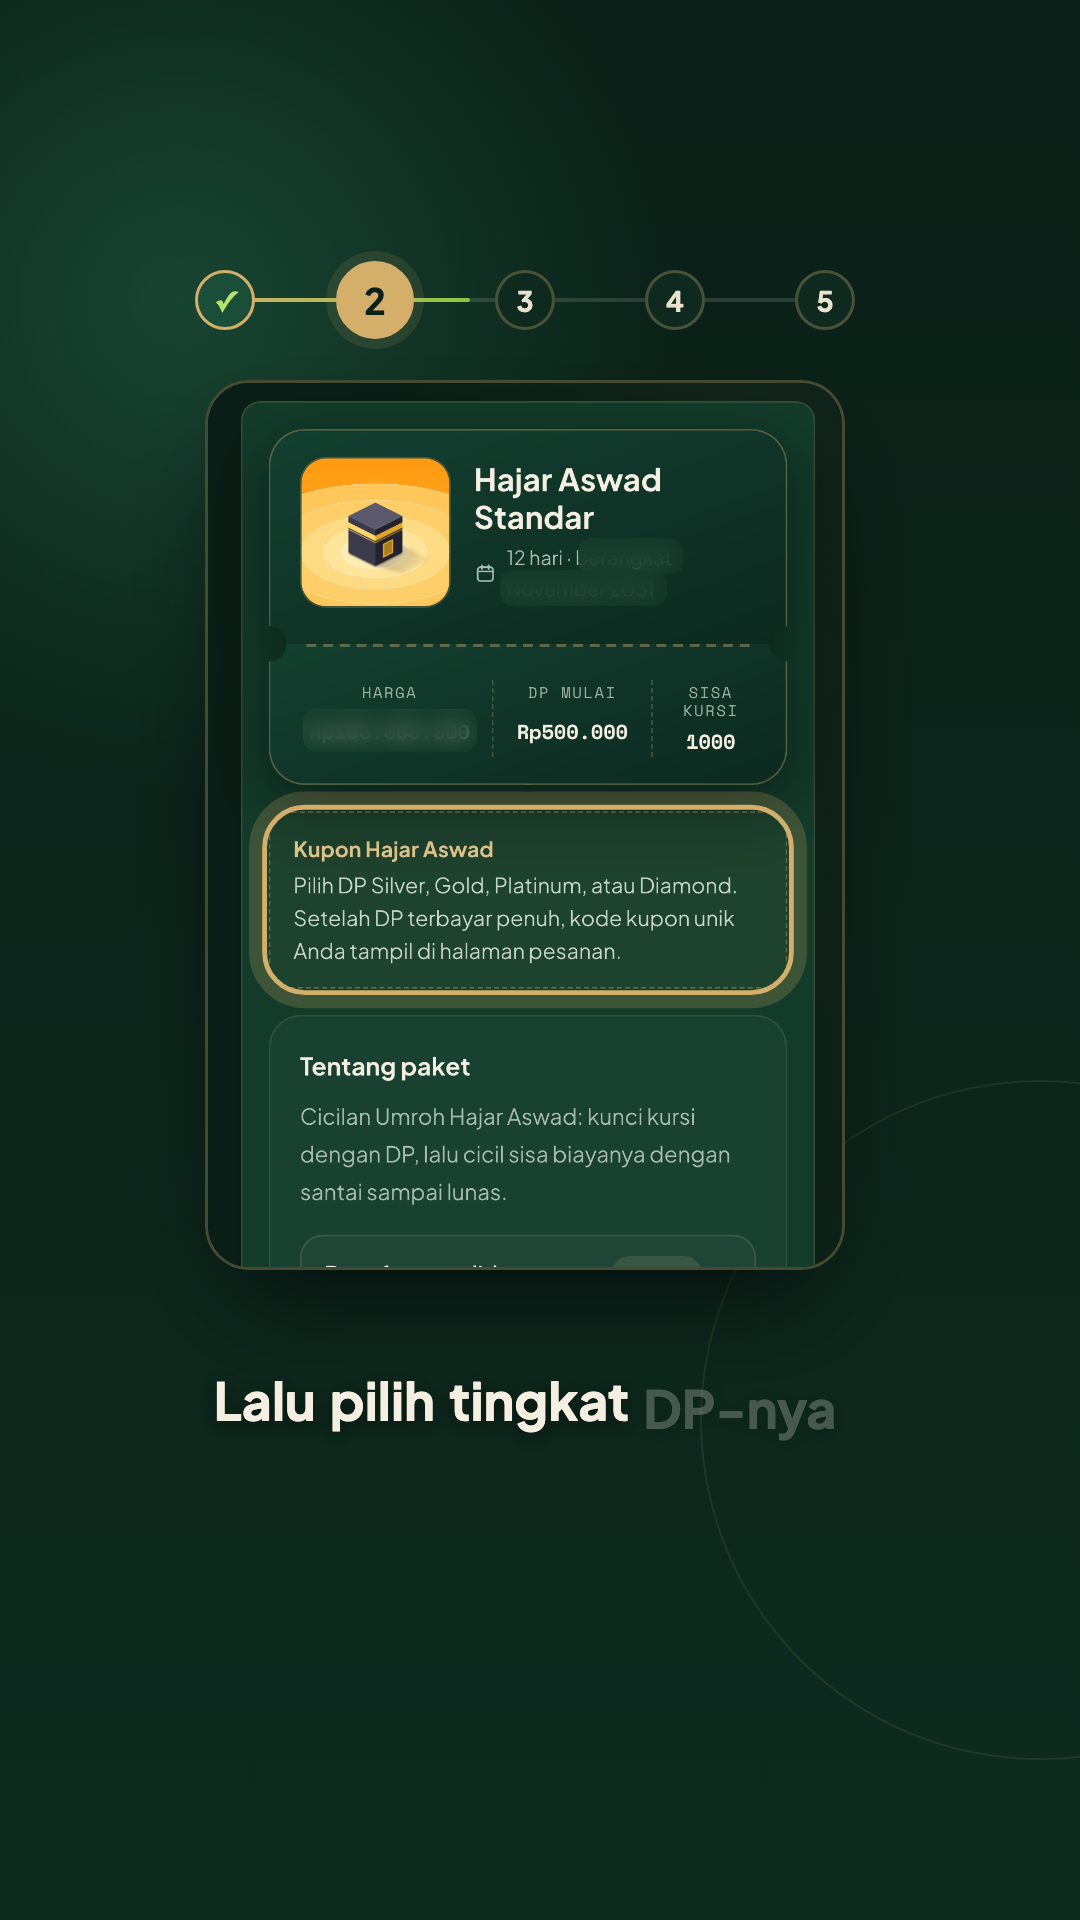 ✓ 2 3 4 5
Hajar Aswad
Standar
12 hari ·
HARGA
DP MULAI
SISA
KURSI
Rp500.000
1000
Kupon Hajar Aswad
Pilih DP Silver, Gold, Platinum, atau Diamond.
Setelah DP terbayar penuh, kode kupon unik
Anda tampil di halaman pesanan.
Tentang paket
Cicilan Umroh Hajar Aswad: kunci kursi
dengan DP, lalu cicil sisa biayanya dengan
santai sampai lunas.
Lalu pilih tingkat DP-nya